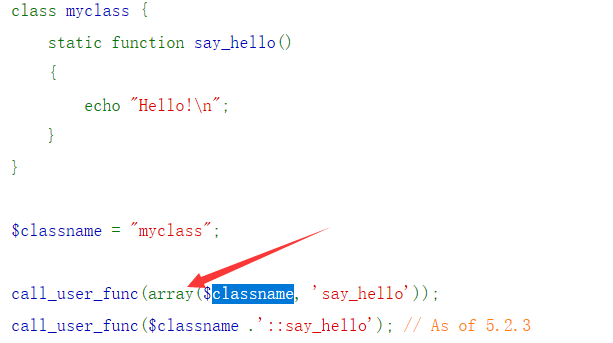 class myclass {
    static function say_hello()
    {
        echo "Hello!\n";
    }
}
$classname = "myclass";
call_user_func(array($classname, 'say_hello'));
call_user_func($classname .'::say_hello'); // As of 5.2.3